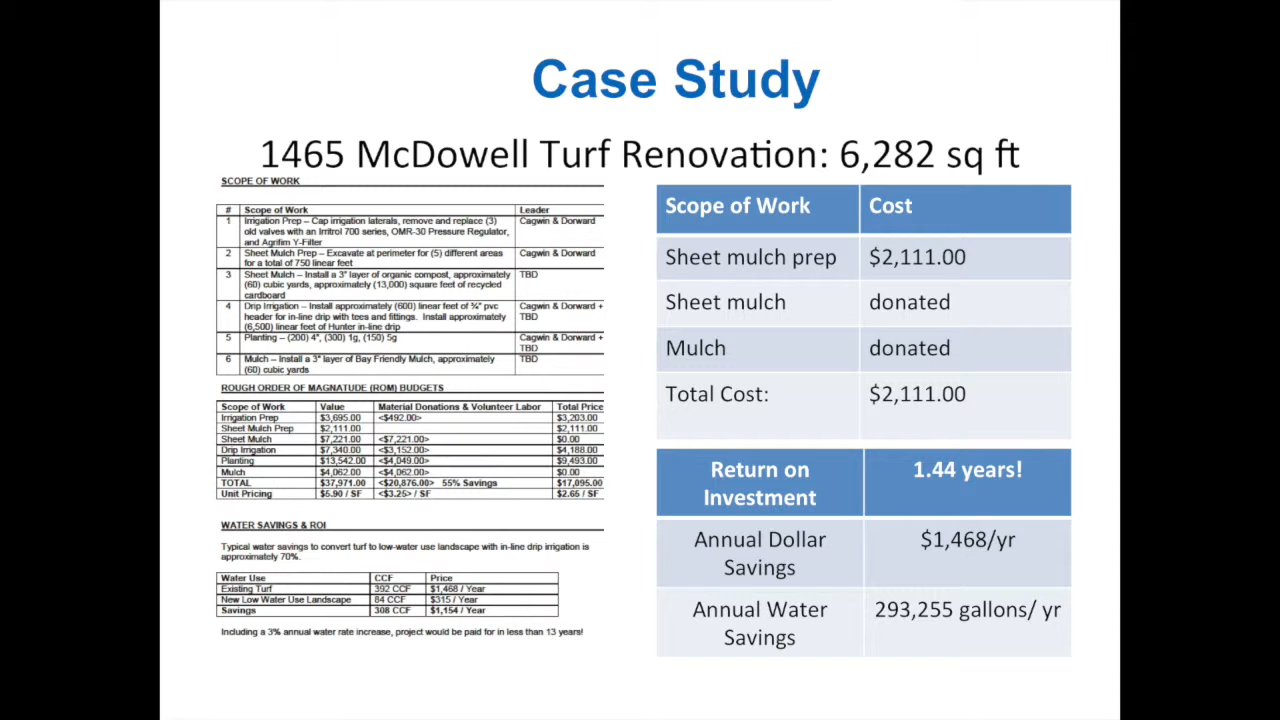 Case Study
1465 McDowell Turf Renovation: 6,282 sq ft
SCOPE OF WORK
# Scope of Work Leader
1 Irrigation Prep – Cap irrigation laterals, remove and replace (3) Cagwin & Dorward
old valves with an Irritrol 700 series, OMR-30 Pressure Regulator,
and Agrifim Y-Filter
2 Sheet Mulch Prep – Excavate at perimeter for (5) different areas Cagwin & Dorward
for a total of 750 linear feet
3 Sheet Mulch – Install a 3" layer of organic compost, approximately TBD
(60) cubic yards, approximately (13,000) square feet of recycled
cardboard
4 Drip Irrigation – Install approximately (600) linear feet of ¾" pvc Cagwin & Dorward +
header for in-line drip with tees and fittings. Install approximately TBD
(6,500) linear feet of Hunter in-line drip
5 Planting – (200) 4", (300) 1g, (150) 5g Cagwin & Dorward +
TBD
6 Mulch – Install a 3" layer of Bay Friendly Mulch, approximately TBD
(60) cubic yards
ROUGH ORDER OF MAGNATUDE (ROM) BUDGETS
Scope of Work Value Material Donations & Volunteer Labor Total Price
Irrigation Prep $3,695.00 <$492.00> $3,203.00
Sheet Mulch Prep $2,111.00 $2,111.00
Sheet Mulch $7,221.00 <$7,221.00> $0.00
Drip Irrigation $7,340.00 <$3,152.00> $4,188.00
Planting $13,542.00 <$4,049.00> $9,493.00
Mulch $4,062.00 <$4,062.00> $0.00
TOTAL $37,971.00 <$20,876.00> 55% Savings $17,095.00
Unit Pricing $5.90 / SF <$3.25> / SF $2.65 / SF
WATER SAVINGS & ROI
Typical water savings to convert turf to low-water use landscape with in-line drip irrigation is
approximately 70%.
Water Use CCF Price
Existing Turf 392 CCF $1,468 / Year
New Low Water Use Landscape 84 CCF $315 / Year
Savings 308 CCF $1,154 / Year
Including a 3% annual water rate increase, project would be paid for in less than 13 years!
Scope of Work Cost
Sheet mulch prep $2,111.00
Sheet mulch donated
Mulch donated
Total Cost: $2,111.00
Return on 1.44 years!
Investment
Annual Dollar $1,468/yr
Savings
Annual Water 293,255 gallons/ yr
Savings